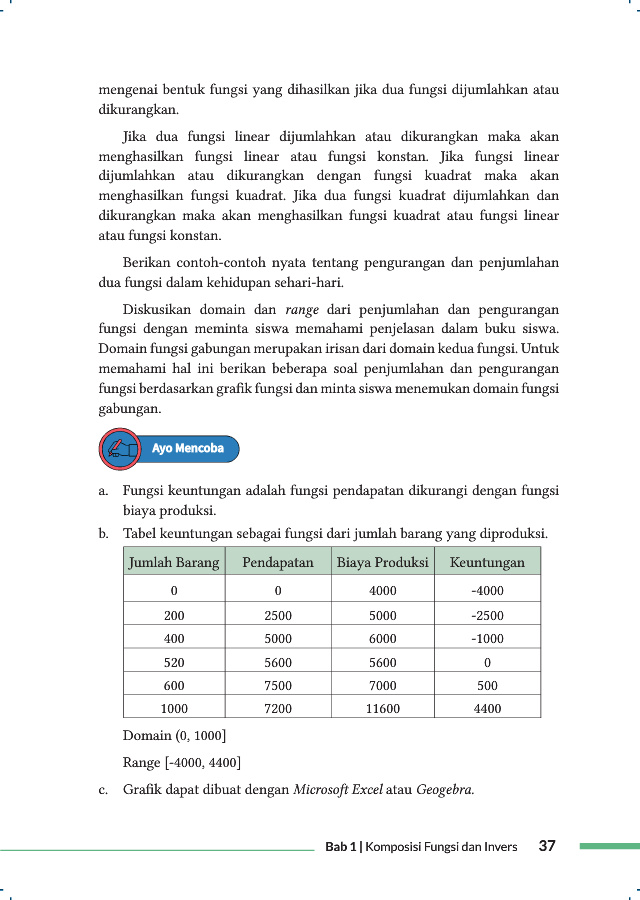 mengenai bentuk fungsi yang dihasilkan jika dua fungsi dijumlahkan atau
dikurangkan.
Jika dua fungsi linear dijumlahkan atau dikurangkan maka akan
menghasilkan fungsi linear atau fungsi konstan. Jika fungsi linear
dijumlahkan atau dikurangkan dengan fungsi kuadrat maka akan
menghasilkan fungsi kuadrat. Jika dua fungsi kuadrat dijumlahkan dan
dikurangkan maka akan menghasilkan fungsi kuadrat atau fungsi linear
atau fungsi konstan.
Berikan contoh-contoh nyata tentang pengurangan dan penjumlahan
dua fungsi dalam kehidupan sehari-hari.
Diskusikan domain dan range dari penjumlahan dan pengurangan
fungsi dengan meminta siswa memahami penjelasan dalam buku siswa.
Domain fungsi gabungan merupakan irisan dari domain kedua fungsi. Untuk
memahami hal ini berikan beberapa soal penjumlahan dan pengurangan
fungsi berdasarkan grafik fungsi dan minta siswa menemukan domain fungsi
gabungan.
Ayo Mencoba
a. Fungsi keuntungan adalah fungsi pendapatan dikurangi dengan fungsi
biaya produksi.
b. Tabel keuntungan sebagai fungsi dari jumlah barang yang diproduksi.
Jumlah Barang Pendapatan Biaya Produksi Keuntungan
0 0 4000 -4000
200 2500 5000 -2500
400 5000 6000 -1000
520 5600 5600 0
600 7500 7000 500
1000 7200 11600 4400
Domain (0, 1000]
Range [-4000, 4400]
c. Grafik dapat dibuat dengan Microsoft Excel atau Geogebra.
Bab 1 | Komposisi Fungsi dan Invers 37